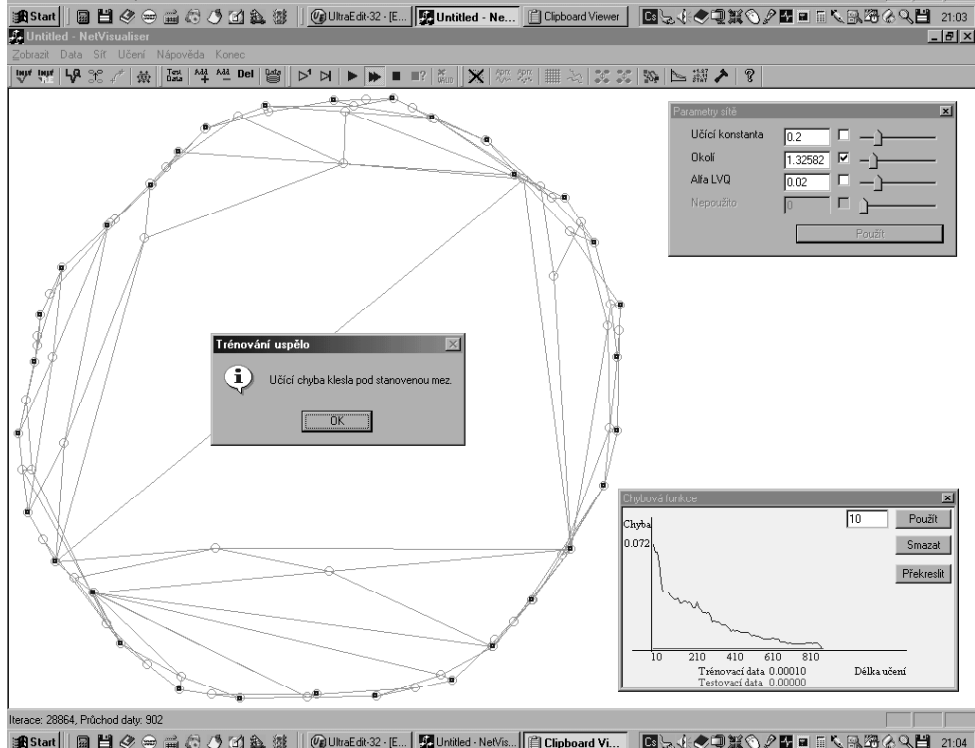 Start UltraEdit-32 - [E... Untitled - Ne... Clipboard Viewer 21:03
Untitled - NetVisualiser
Zobrazit Data Síť Učení Nápověda Konec
Test Data Add Add Del Data
Parametry sítě
Učící konstanta 0.2
Okolí 1.32582
Alfa LVQ 0.02
Nepoužito 0
Použít
Trénování uspělo
Učící chyba klesla pod stanovenou mez.
OK
Chybová funkce
Chyba 10 Použít
0.072 Smazat
Překreslit
10 210 410 610 810
Trénovací data 0.00010 Délka učení
Testovací data 0.00000
Iterace: 28864, Průchod daty: 902
Start UltraEdit-32 - [E... Untitled - NetVis... Clipboard Vi... 21:04